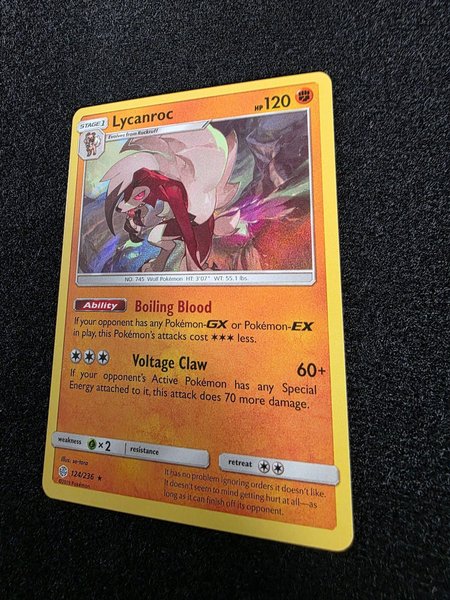 STAGE 1
Lycanroc
HP 120
Evolves from Rockruff
NO. 745 Wolf Pokémon HT: 3'07" WT: 55.1 lbs.
Ability Boiling Blood
If your opponent has any Pokémon-GX or Pokémon-EX
in play, this Pokémon's attacks cost ✶✶✶ less.
Voltage Claw 60+
If your opponent's Active Pokémon has any Special
Energy attached to it, this attack does 70 more damage.
weakness ×2 resistance
retreat
Illus. sa-tera... 
124/236 ★
©2019 Pokémon
It has no problem ignoring orders it doesn't like.
It doesn't seem to mind getting hurt at all—as
long as it can finish off its opponent.